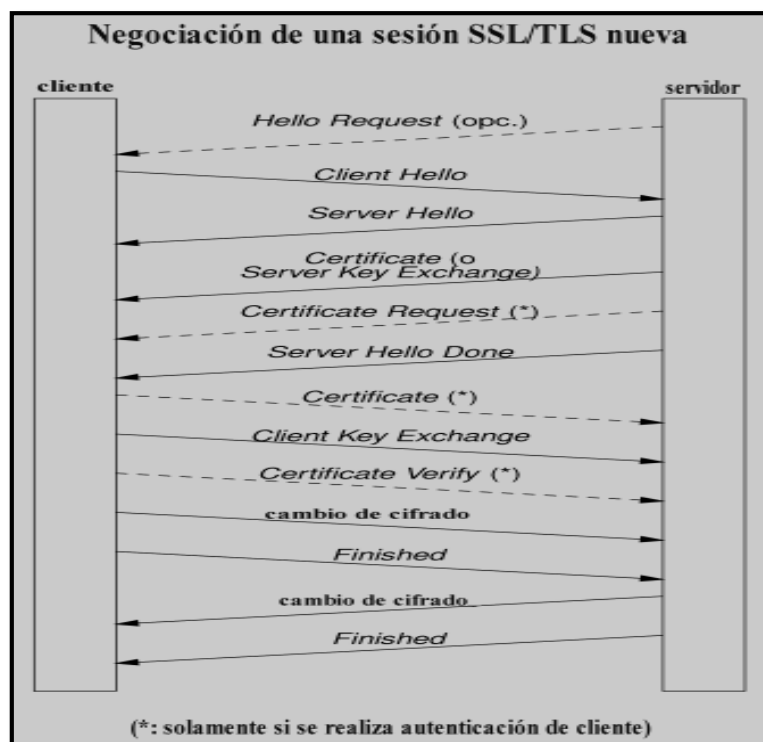 Negociación de una sesión SSL/TLS nueva
cliente
servidor
Hello Request (opc.)
Client Hello
Server Hello
Certificate (o
Server Key Exchange)
Certificate Request (*)
Server Hello Done
Certificate (*)
Client Key Exchange
Certificate Verify (*)
cambio de cifrado
Finished
cambio de cifrado
Finished
(*: solamente si se realiza autenticación de cliente)